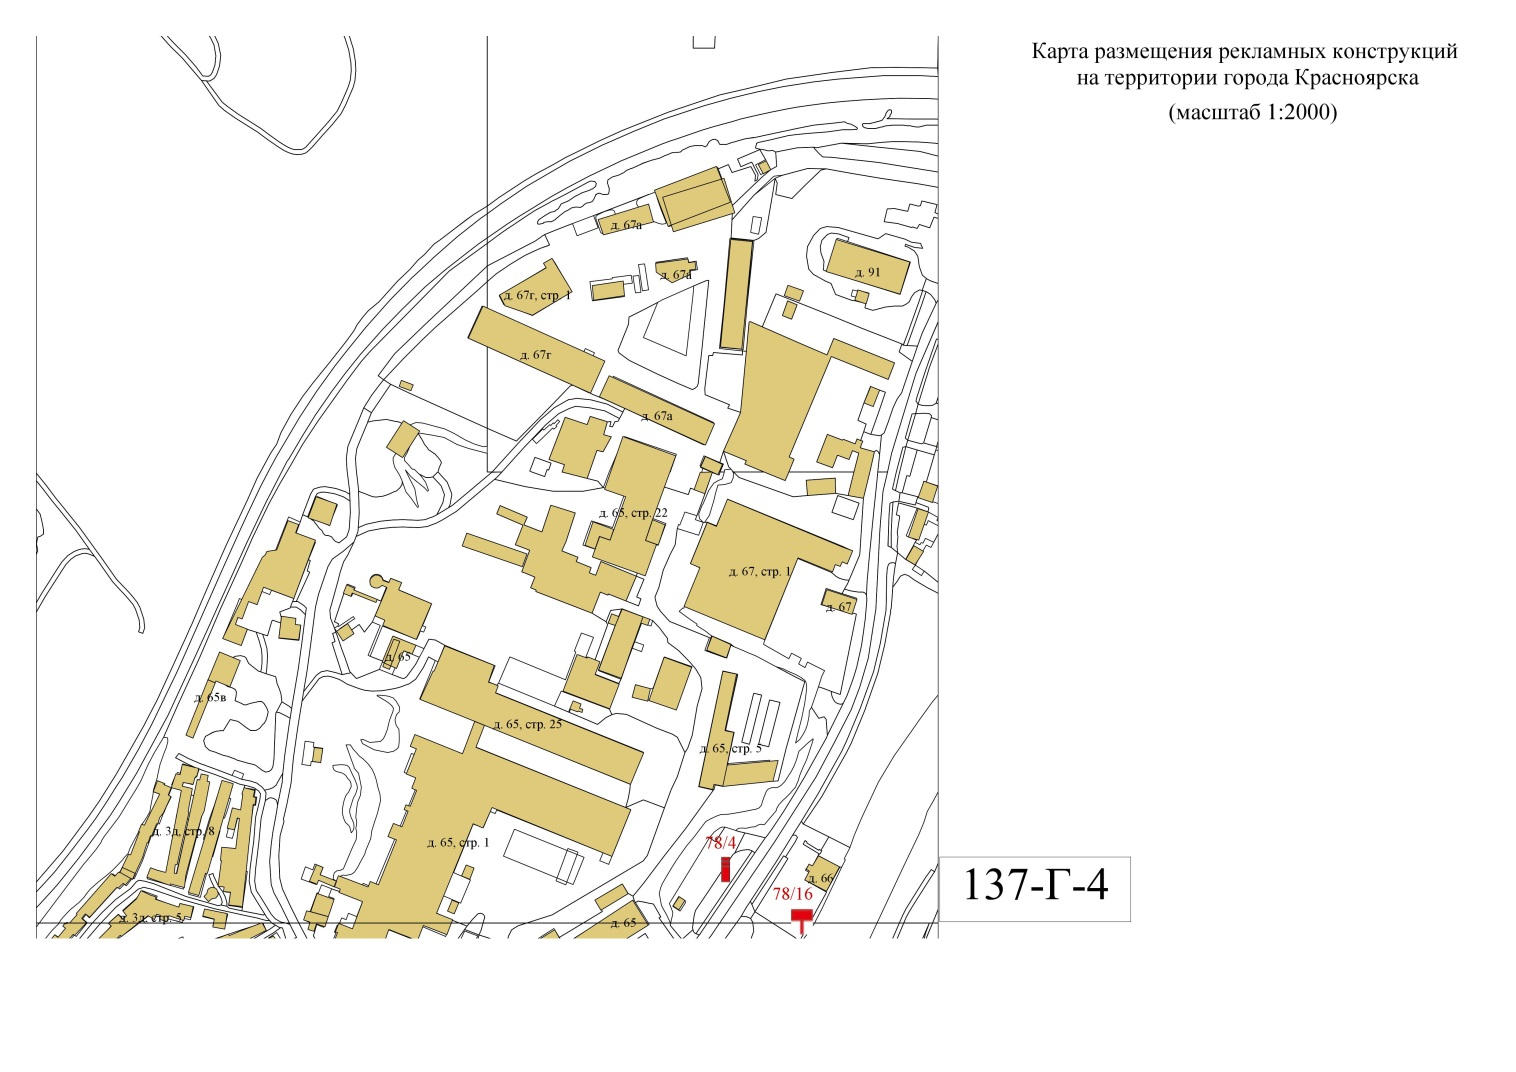 Карта размещения рекламных конструкций
на территории города Красноярска
(масштаб 1:2000)
д. 67а
д. 67а
д. 91
д. 67г, стр. 1
д. 67г
д. 67а
д. 65, стр. 22
д. 67, стр. 1
д. 67
д. 65
д. 65в
д. 65, стр. 25
д. 65, стр. 5
д. 3д, стр. 8
д. 65, стр. 1
78/4
д. 66
78/16
137-Г-4
д. 3д, стр. 5
д. 65